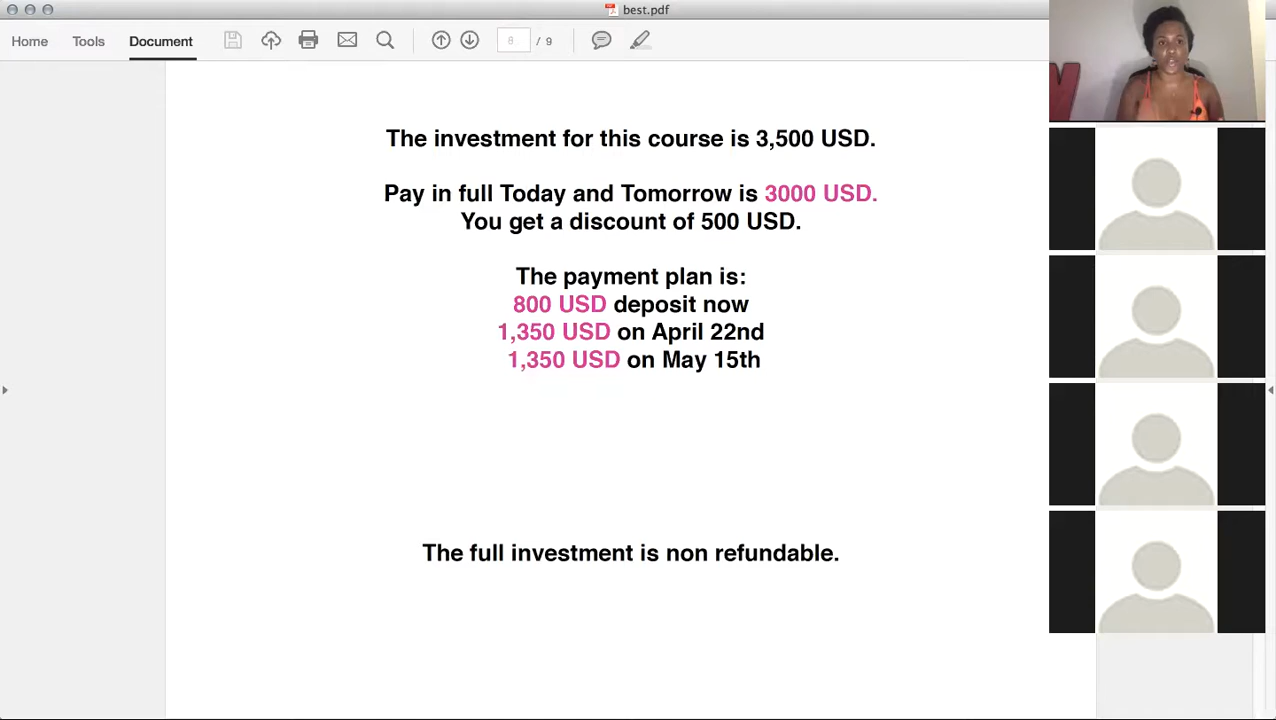 best.pdf
Home Tools Document 8 / 9
The investment for this course is 3,500 USD.
Pay in full Today and Tomorrow is 3000 USD.
You get a discount of 500 USD.
The payment plan is:
800 USD deposit now
1,350 USD on April 22nd
1,350 USD on May 15th
The full investment is non refundable.